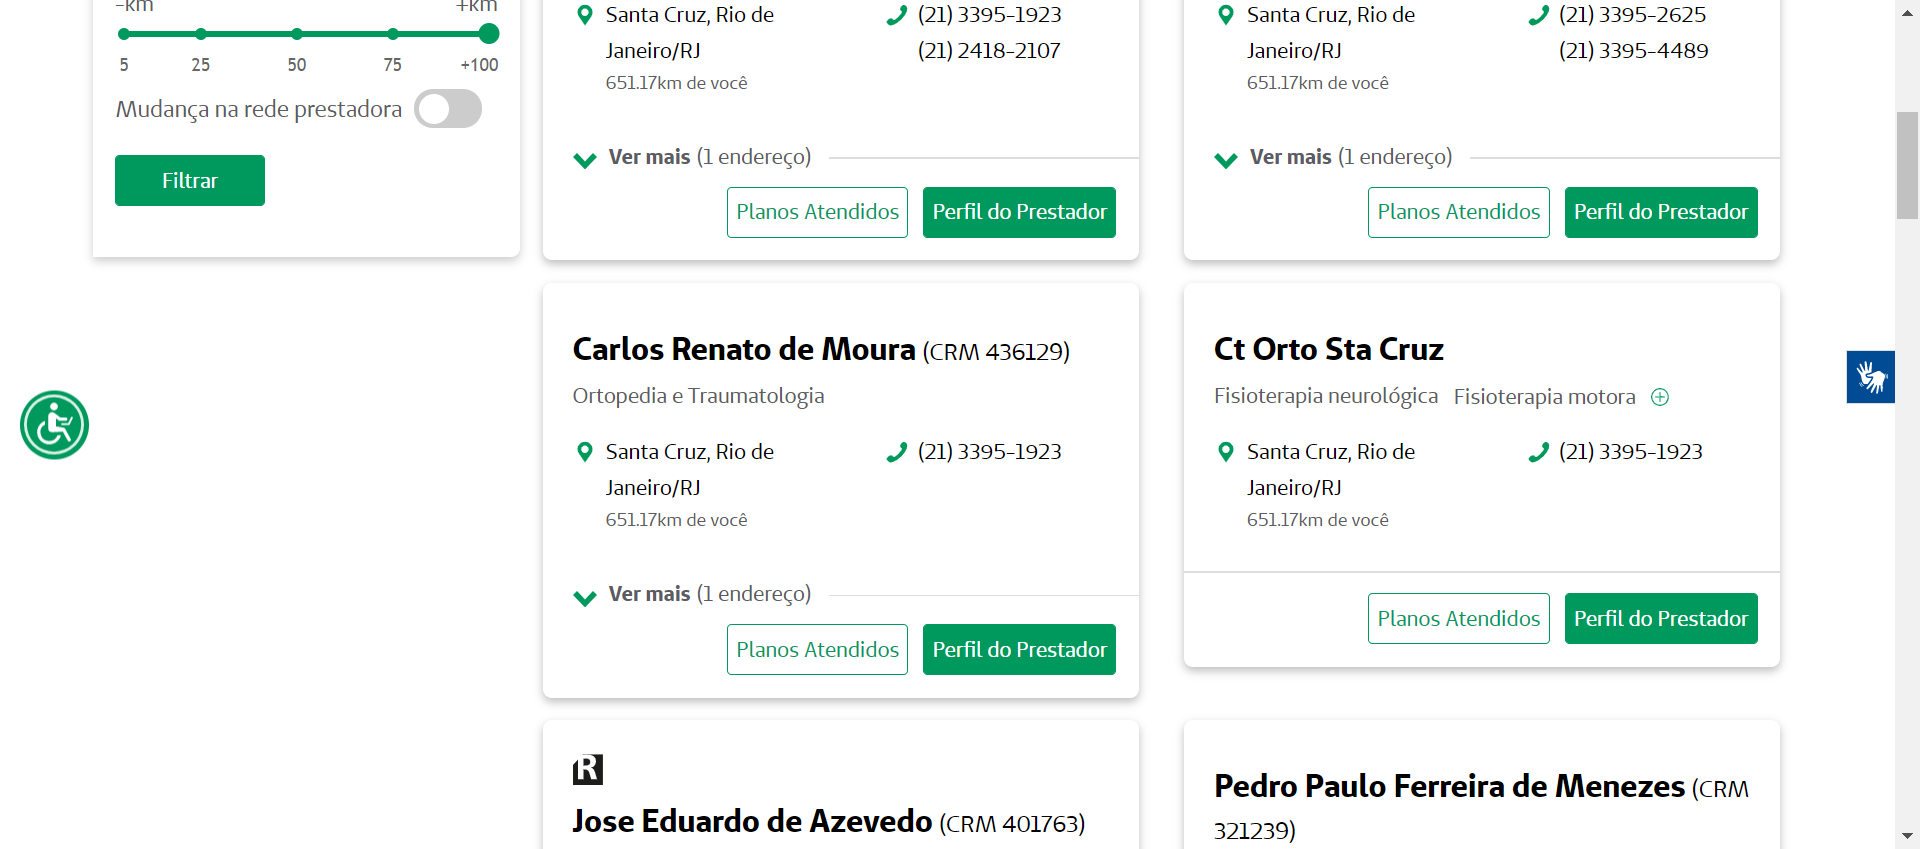 -km +km
5 25 50 75 +100
Mudança na rede prestadora
Filtrar
Santa Cruz, Rio de
Janeiro/RJ
651.17km de você
(21) 3395-1923
(21) 2418-2107
Ver mais (1 endereço)
Planos Atendidos Perfil do Prestador
Santa Cruz, Rio de
Janeiro/RJ
651.17km de você
(21) 3395-2625
(21) 3395-4489
Ver mais (1 endereço)
Planos Atendidos Perfil do Prestador
Carlos Renato de Moura (CRM 436129)
Ortopedia e Traumatologia
Santa Cruz, Rio de
Janeiro/RJ
651.17km de você
(21) 3395-1923
Ver mais (1 endereço)
Planos Atendidos Perfil do Prestador
Ct Orto Sta Cruz
Fisioterapia neurológica Fisioterapia motora
Santa Cruz, Rio de
Janeiro/RJ
651.17km de você
(21) 3395-1923
Planos Atendidos Perfil do Prestador
R
Jose Eduardo de Azevedo (CRM 401763)
Pedro Paulo Ferreira de Menezes (CRM
321239)